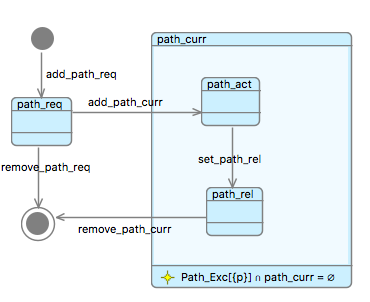 path_curr
add_path_req
path_act
path_req
add_path_curr
set_path_rel
remove_path_req
path_rel
remove_path_curr
Path_Exc[{p}] ∩ path_curr = ∅